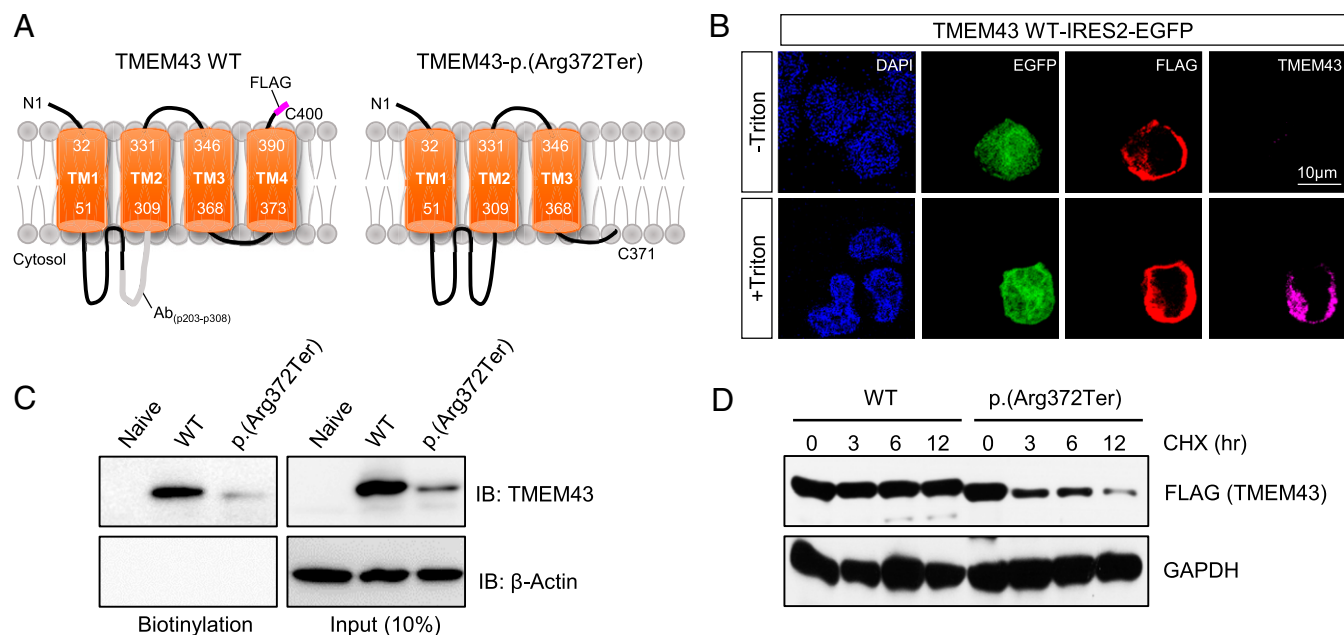 A
TMEM43 WT
FLAG
N1
C400
32 331 346 390
TM1 TM2 TM3 TM4
51 309 368 373
Cytosol
Ab(p203-p308)
TMEM43-p.(Arg372Ter)
N1
32 331 346
TM1 TM2 TM3
51 309 368
C371
B
TMEM43 WT-IRES2-EGFP
DAPI EGFP FLAG TMEM43
-Triton
10μm
+Triton
C
Naive WT p.(Arg372Ter) Naive WT p.(Arg372Ter)
IB: TMEM43
IB: β-Actin
Biotinylation Input (10%)
D
WT p.(Arg372Ter)
0 3 6 12 0 3 6 12 CHX (hr)
FLAG (TMEM43)
GAPDH